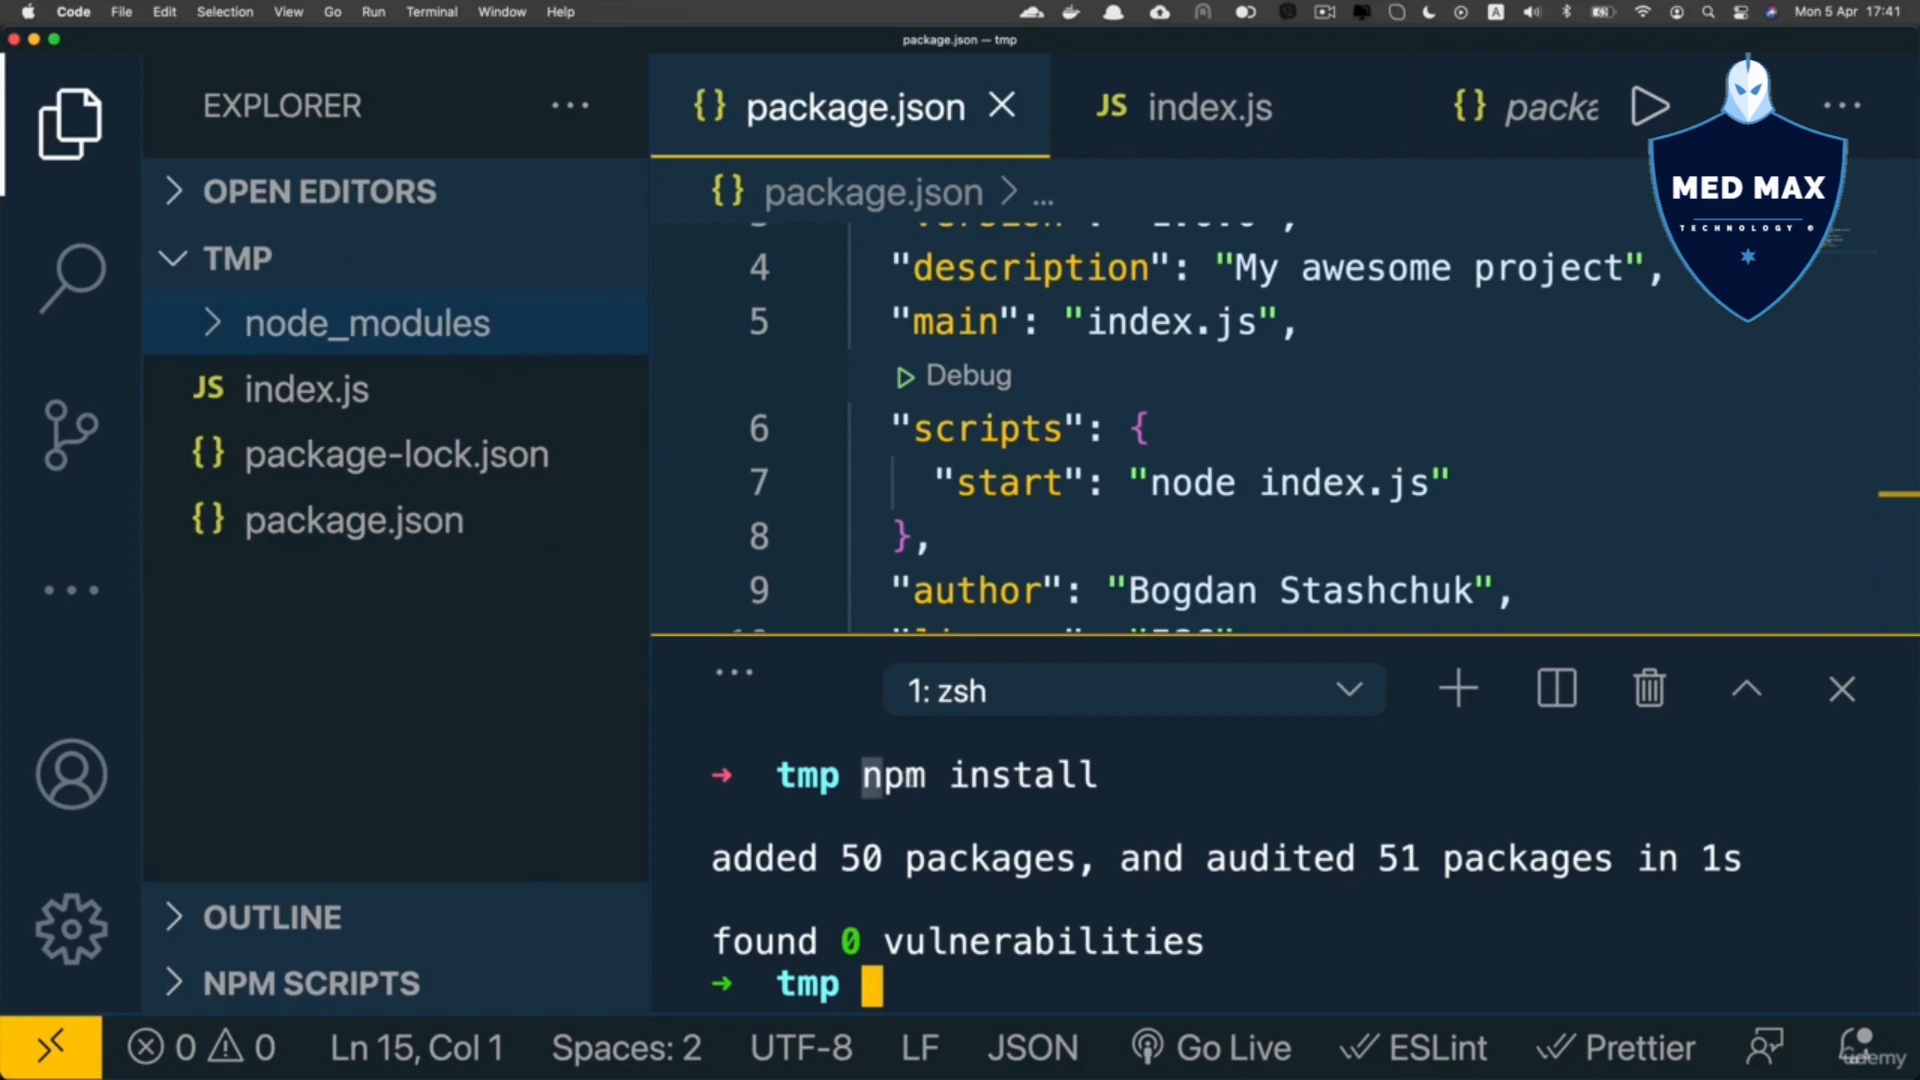 Code File Edit Selection View Go Run Terminal Window Help
Mon 5 Apr 17:41
package.json — tmp
EXPLORER
OPEN EDITORS
TMP
node_modules
JS index.js
{} package-lock.json
{} package.json
OUTLINE
NPM SCRIPTS
{} package.json
JS index.js
{}
MED MAX
TECHNOLOGY
{} package.json > ...
4 "description": "My awesome project",
5 "main": "index.js",
Debug
6 "scripts": {
7 "start": "node index.js"
8 },
9 "author": "Bogdan Stashchuk",
1: zsh
→ tmp npm install
added 50 packages, and audited 51 packages in 1s
found 0 vulnerabilities
→ tmp
0 0 Ln 15, Col 1 Spaces: 2 UTF-8 LF JSON Go Live ESLint Prettier